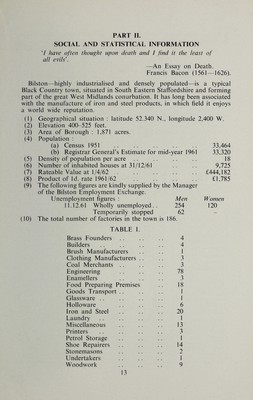 PART II.
SOCIAL AND STATISTICAL INFORMATION
'I have often thought upon death and I find it the least of
all evils'.
—An Essay on Death.
Francis Bacon (1561—1626).
Bilston—highly industrialised and densely populated—is a typical
Black Country town, situated in South Eastern Staffordshire and forming
part of the great West Midlands conurbation. It has long been associated
with the manufacture of iron and steel products, in which field it enjoys
a world wide reputation.
(1) Geographical situation : latitude 52.340 N., longitude 2.400 W.
(2) Elevation 400–525 feet.
(3) Area of Borough : 1,871 acres.
(4) Population :
(a) Census 1951 33,464
(b) Registrar General's Estimate for mid-year 1961 33,320
(5) Density of population per acre .. .. .. 18
(6) Number of inhabited houses at 31/12/61 .. .. 9,725
(7) Rateable Value at 1/4/62 .. .. .. .. £444,182
(8) Product of 1d. rate 1961/62 .. .. .. £1,785
(9) The following figures are kindly supplied by the Manager
of the Bilston Employment Exchange.
Unemployment figures : Men Women
11.12.61 Wholly unemployed .. 254 120
Temporarily stopped 62 –
(10) The total number of factories in the town is 186.
TABLE I.
Brass Founders .. .. .. 4
Builders .. .. .. .. 4
Brush Manufacturers .. .. 1
Clothing Manufacturers .. .. 3
Coal Merchants .. .. .. 3
Engineering .. .. .. 78
Enamellers .. .. .. 3
Food Preparing Premises .. 18
Goods Transport .. .. .. 1
Glassware .. .. .. .. 1
Holloware .. .. .. 6
Iron and Steel .. .. .. 20
Laundry .. .. .. .. 1
Miscellaneous .. .. .. 13
Printers .. .. .. .. 3
Petrol Storage .. .. .. 1
Shoe Repairers .. .. .. 14
Stonemasons .. .. .. 2
Undertakers .. .. .. 1
Woodwork .. .. .. 9
13